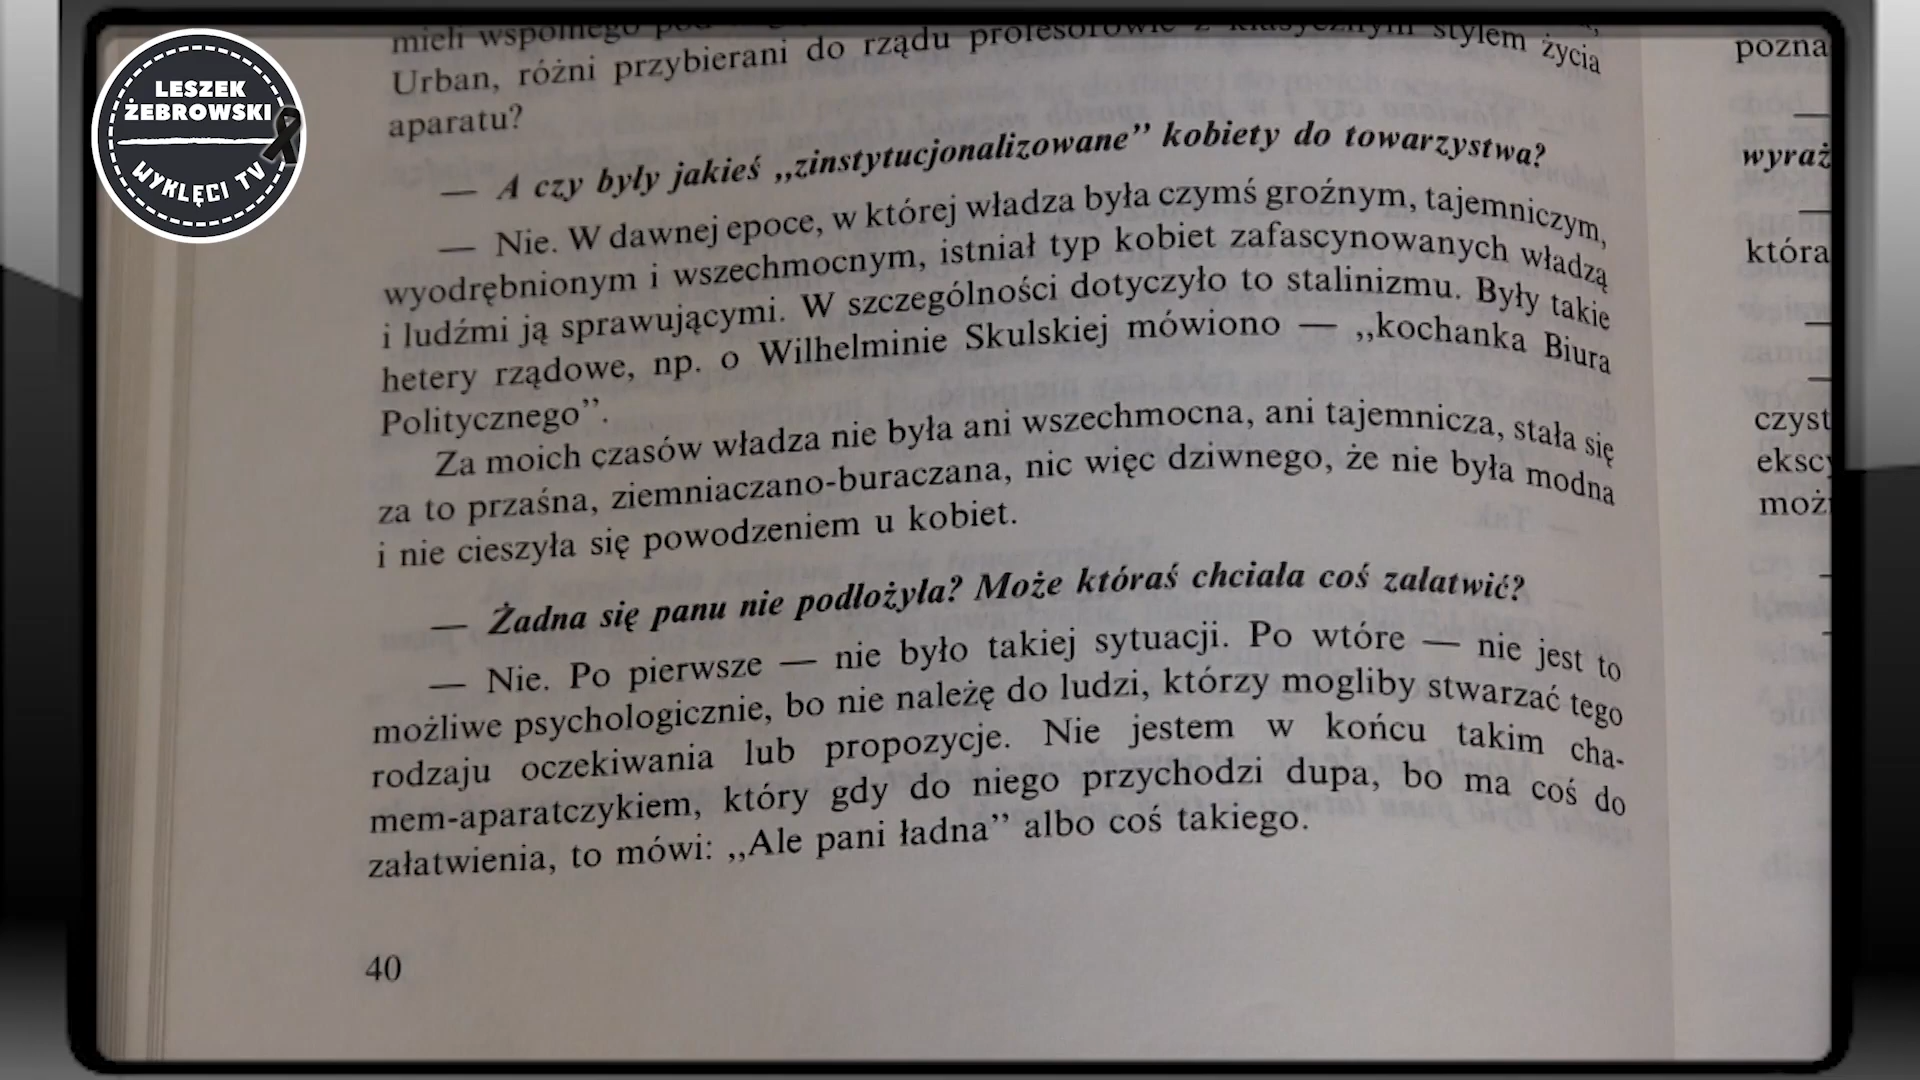 LESZEK
ŻEBROWSKI
WYKLĘCI TV
mieli wspólnego stylem życia
Urban, różni przybierani do rządu profesorowie z klasycznym
aparatu?
— A czy były jakieś „zinstytucjonalizowane” kobiety do towarzystwa?
— Nie. W dawnej epoce, w której władza była czymś groźnym, tajemniczym,
wyodrębnionym i wszechmocnym, istniał typ kobiet zafascynowanych władzą
i ludźmi ją sprawującymi. W szczególności dotyczyło to stalinizmu. Były takie
hetery rządowe, np. o Wilhelminie Skulskiej mówiono — „kochanka Biura
Politycznego”.
Za moich czasów władza nie była ani wszechmocna, ani tajemnicza, stała się
za to przaśna, ziemniaczano-buraczana, nic więc dziwnego, że nie była modna
i nie cieszyła się powodzeniem u kobiet.
— Żadna się panu nie podłożyła? Może któraś chciała coś załatwić?
— Nie. Po pierwsze — nie było takiej sytuacji. Po wtóre — nie jest to
możliwe psychologicznie, bo nie należę do ludzi, którzy mogliby stwarzać tego
rodzaju oczekiwania lub propozycje. Nie jestem w końcu takim cha-
mem-aparatczykiem, który gdy do niego przychodzi dupa, bo ma coś do
załatwienia, to mówi: „Ale pani ładna” albo coś takiego.
40
pozna
—
wyraż
—
która
—
—
czyst
eksc
moż